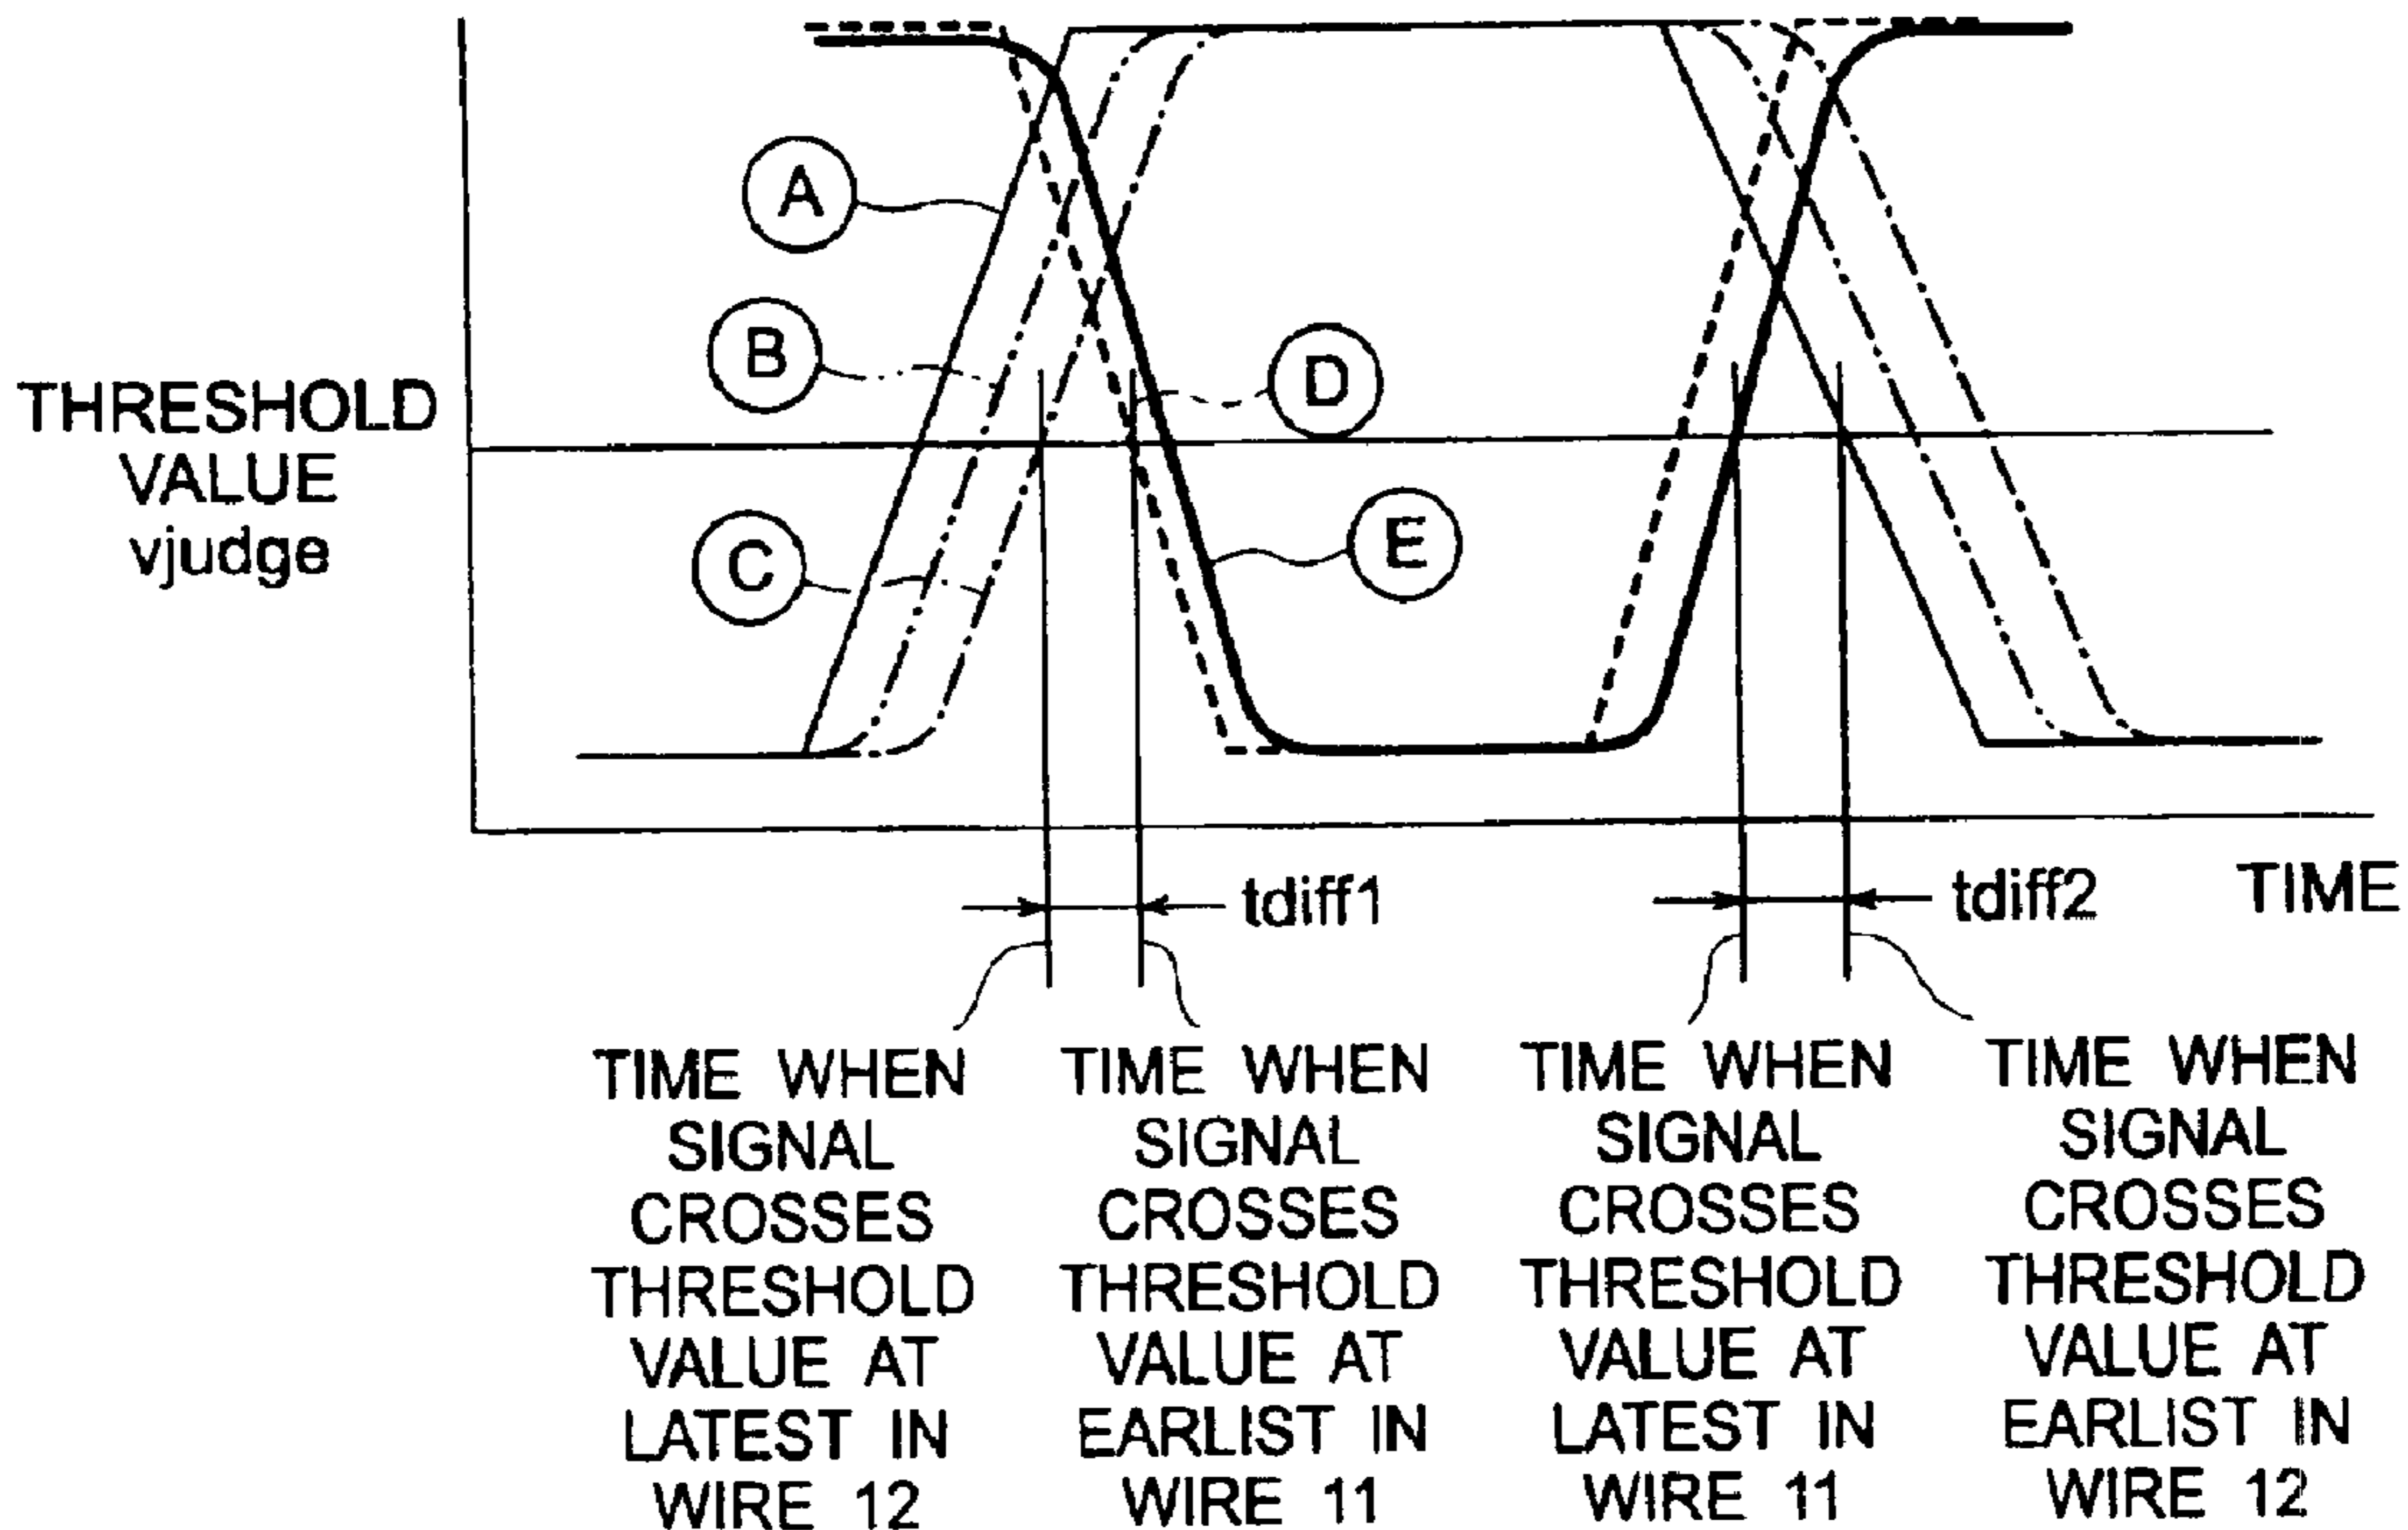 A
B
C
D
E
THRESHOLD
VALUE
vjudge
tdiff1
tdiff2
TIME
TIME WHEN
SIGNAL
CROSSES
THRESHOLD
VALUE AT
LATEST IN
WIRE 12
TIME WHEN
SIGNAL
CROSSES
THRESHOLD
VALUE AT
EARLIST IN
WIRE 11
TIME WHEN
SIGNAL
CROSSES
THRESHOLD
VALUE AT
LATEST IN
WIRE 11
TIME WHEN
SIGNAL
CROSSES
THRESHOLD
VALUE AT
EARLIST IN
WIRE 12